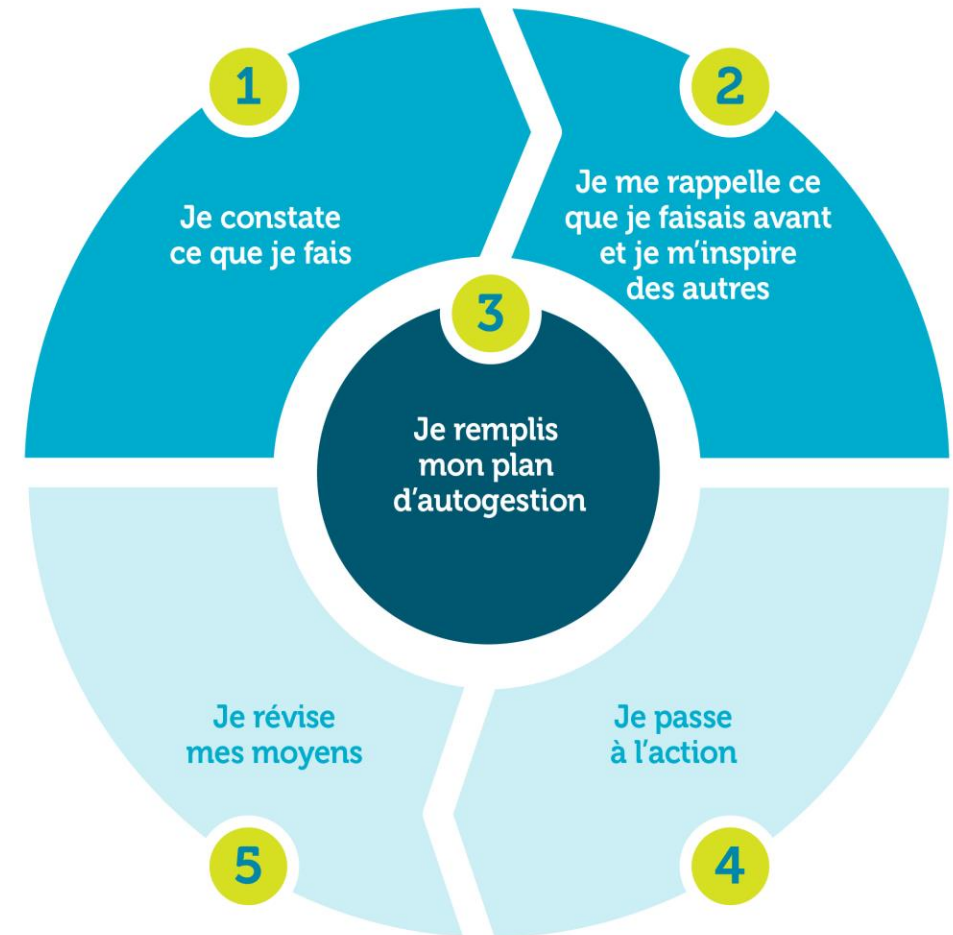 1
Je constate
ce que je fais
2
Je me rappelle ce
que je faisais avant
et je m’inspire
des autres
3
Je remplis
mon plan
d’autogestion
4
Je passe
à l’action
5
Je révise
mes moyens